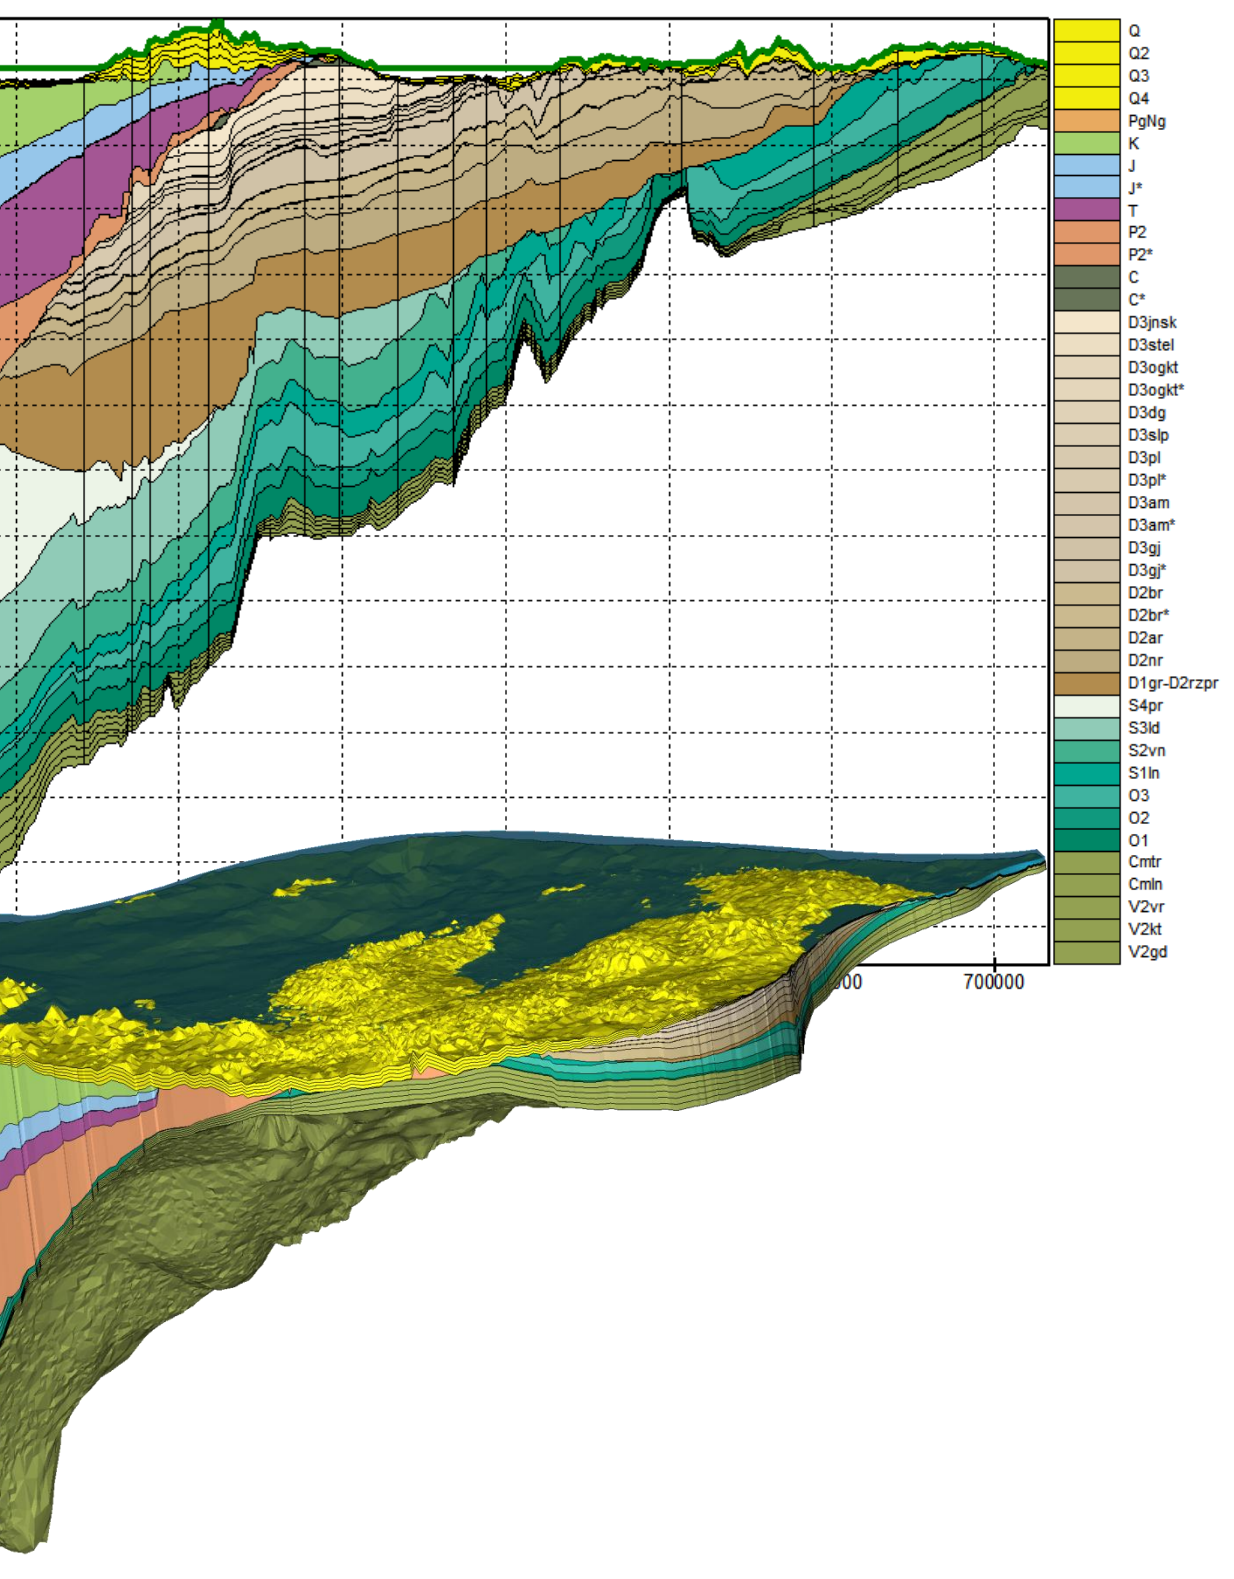 Q
Q2
Q3
Q4
PgNg
K
J
J*
T
P2
P2*
C
C*
D3jnsk
D3stel
D3ogkt
D3ogkt*
D3dg
D3slp
D3pl
D3pl*
D3am
D3am*
D3gj
D3gj*
D2br
D2br*
D2ar
D2nr
D1gr-D2rzpr
S4pr
S3ld
S2vn
S1ln
O3
O2
O1
Cmtr
Cmln
V2vr
V2kt
V2gd
000 700000